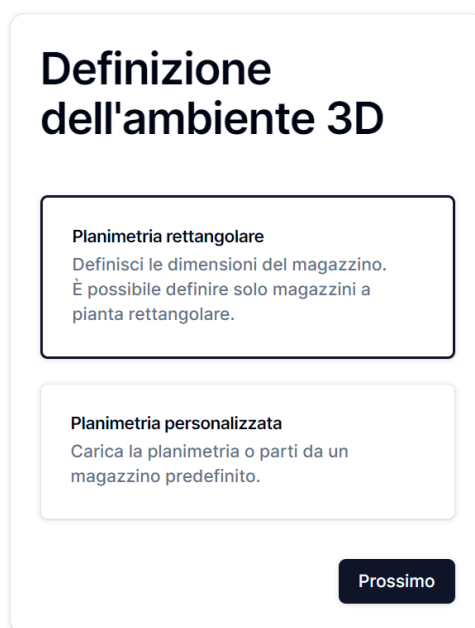 Definizione
dell'ambiente 3D
Planimetria rettangolare
Definisci le dimensioni del magazzino.
È possibile definire solo magazzini a
pianta rettangolare.
Planimetria personalizzata
Carica la planimetria o parti da un
magazzino predefinito.
Prossimo